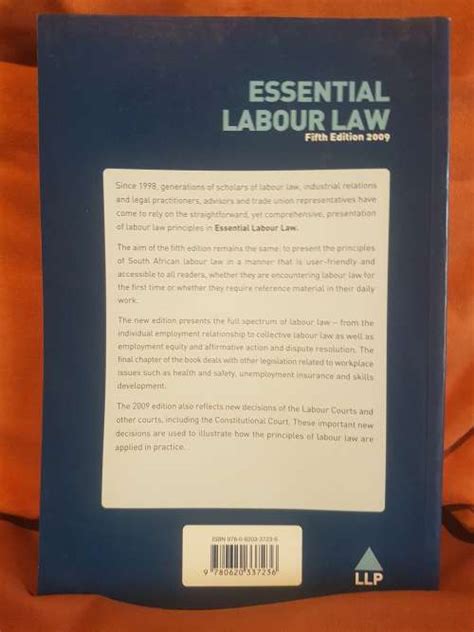 ESSENTIAL
LABOUR LAW
Fifth Edition 2009
Since 1998, generations of scholars of labour law, industrial relations
and legal practitioners, advisors and trade union representatives have
come to rely on the straightforward, yet comprehensive, presentation
of labour law principles in Essential Labour Law.
The aim of the fifth edition remains the same: to present the principles
of South African labour law in a manner that is user-friendly and
accessible to all readers, whether they are encountering labour law for
the first time or whether they require reference material in their daily
work.
The new edition presents the full spectrum of labour law – from the
individual employment relationship to collective labour law as well as
employment equity and affirmative action and dispute resolution. The
final chapter of the book deals with other legislation related to workplace
issues such as health and safety, unemployment insurance and skills
development.
The 2009 edition also reflects new decisions of the Labour Courts and
other courts, including the Constitutional Court. These important new
decisions are used to illustrate how the principles of labour law are
applied in practice.
ISBN 978-0-6203-3723-6
9 780620 337236
LLP